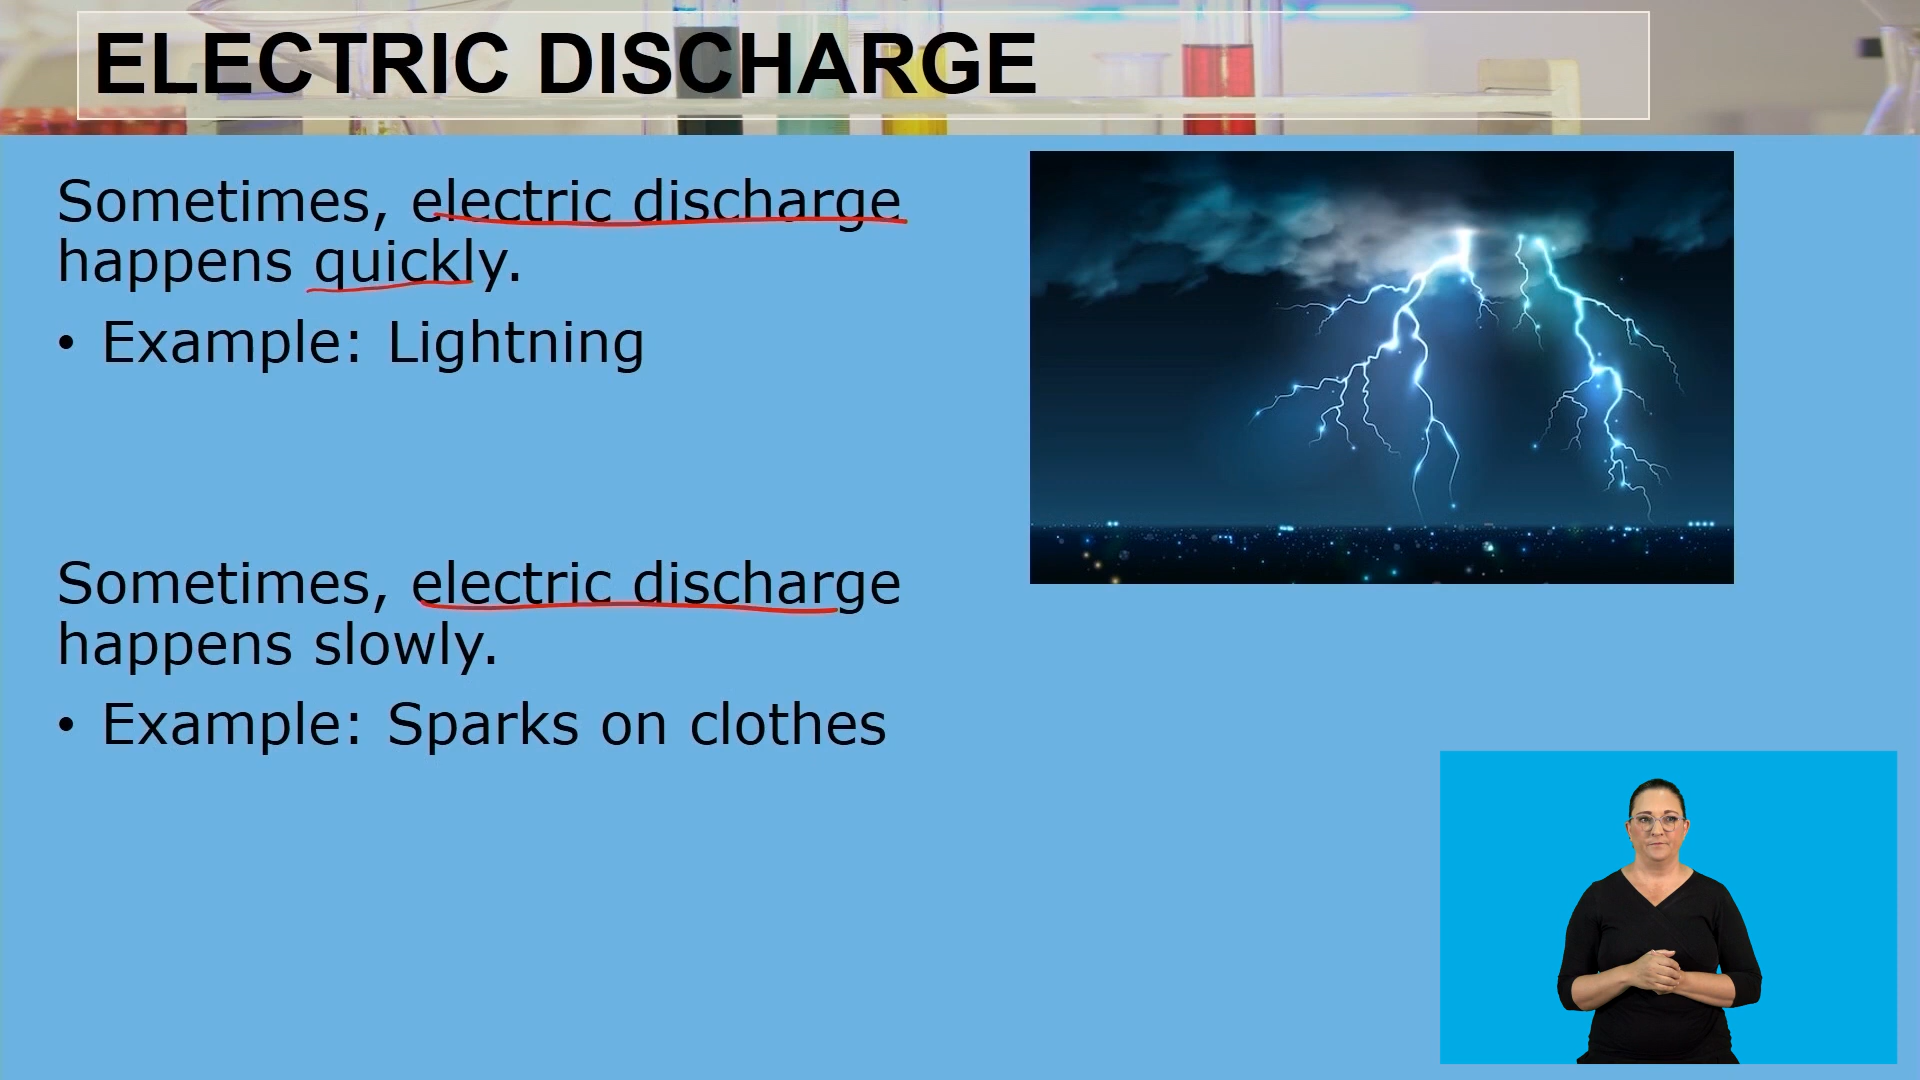 ELECTRIC DISCHARGE
Sometimes, electric discharge
happens quickly.
• Example: Lightning
Sometimes, electric discharge
happens slowly.
• Example: Sparks on clothes